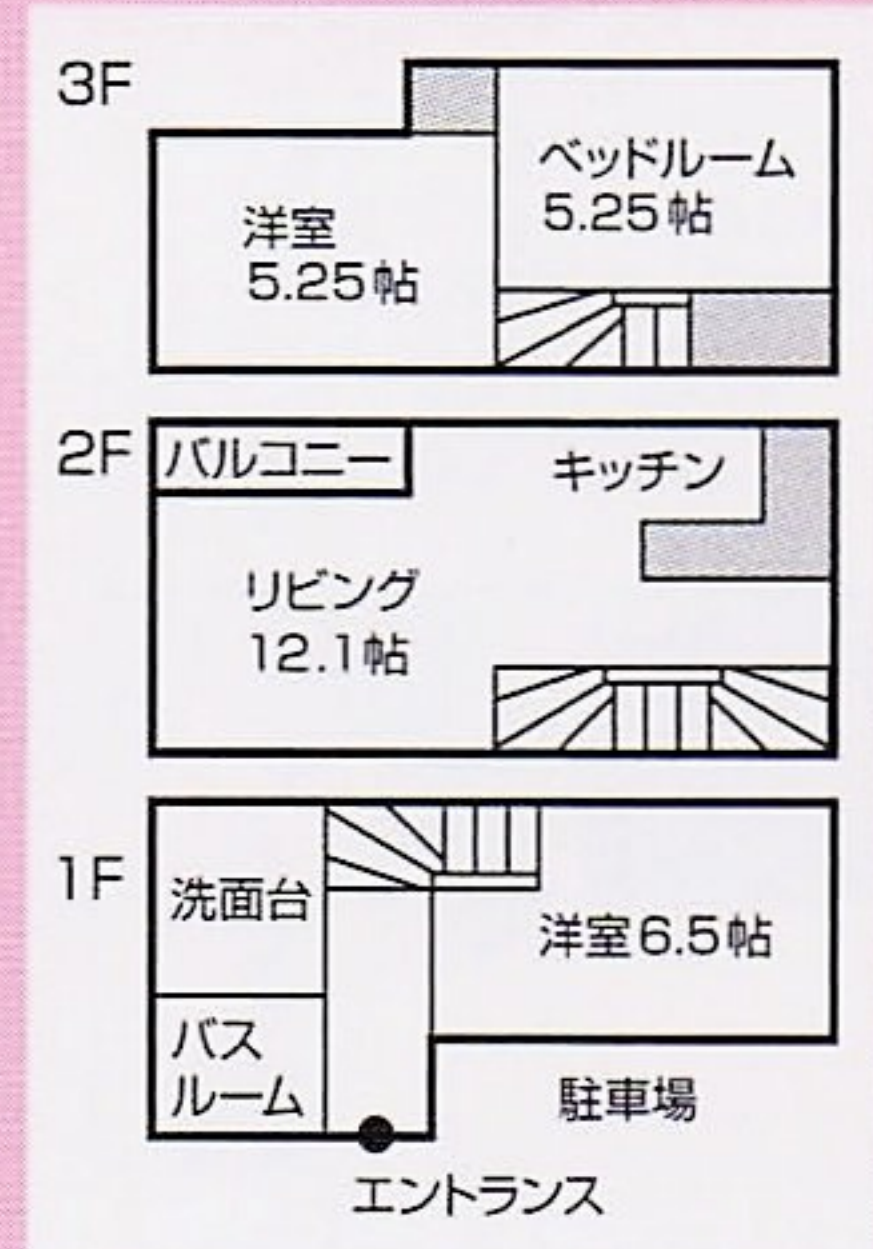 3F
ベッドルーム
5.25帖
洋室
5.25帖
2F
バルコニー
キッチン
リビング
12.1帖
1F
洗面台
洋室6.5帖
バス
ルーム
駐車場
エントランス